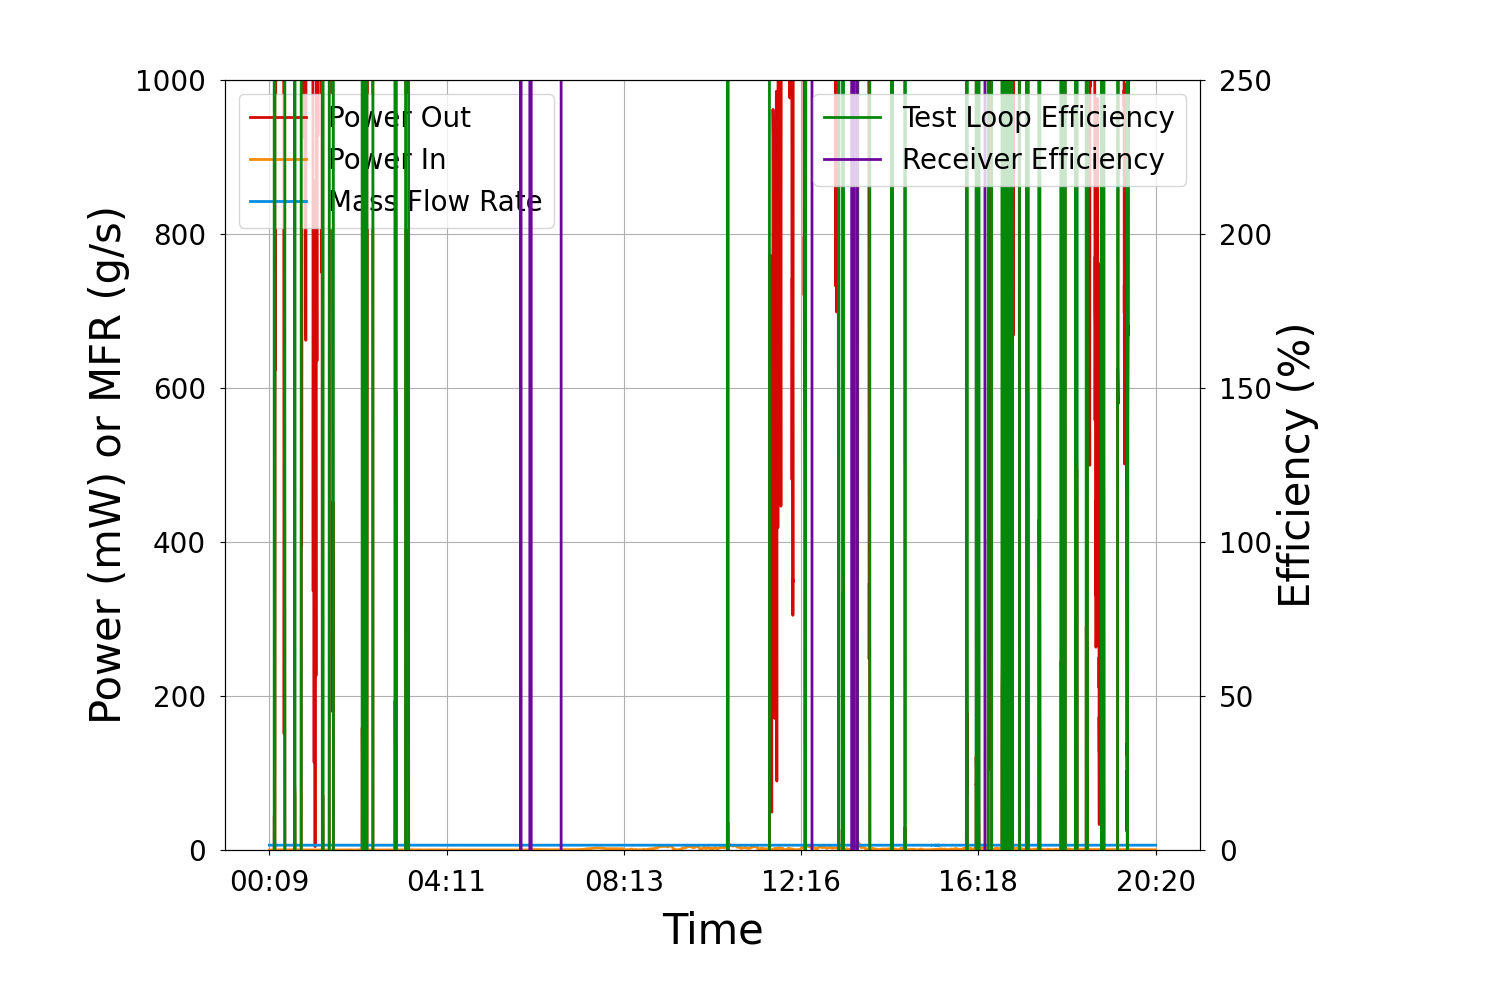 1000
800
600
400
200
0
Power (mW) or MFR (g/s)
Power Out
Power In
Mass Flow Rate
Test Loop Efficiency
Receiver Efficiency
250
200
150
100
50
0
Efficiency (%)
00:09 04:11 08:13 12:16 16:18 20:20
Time